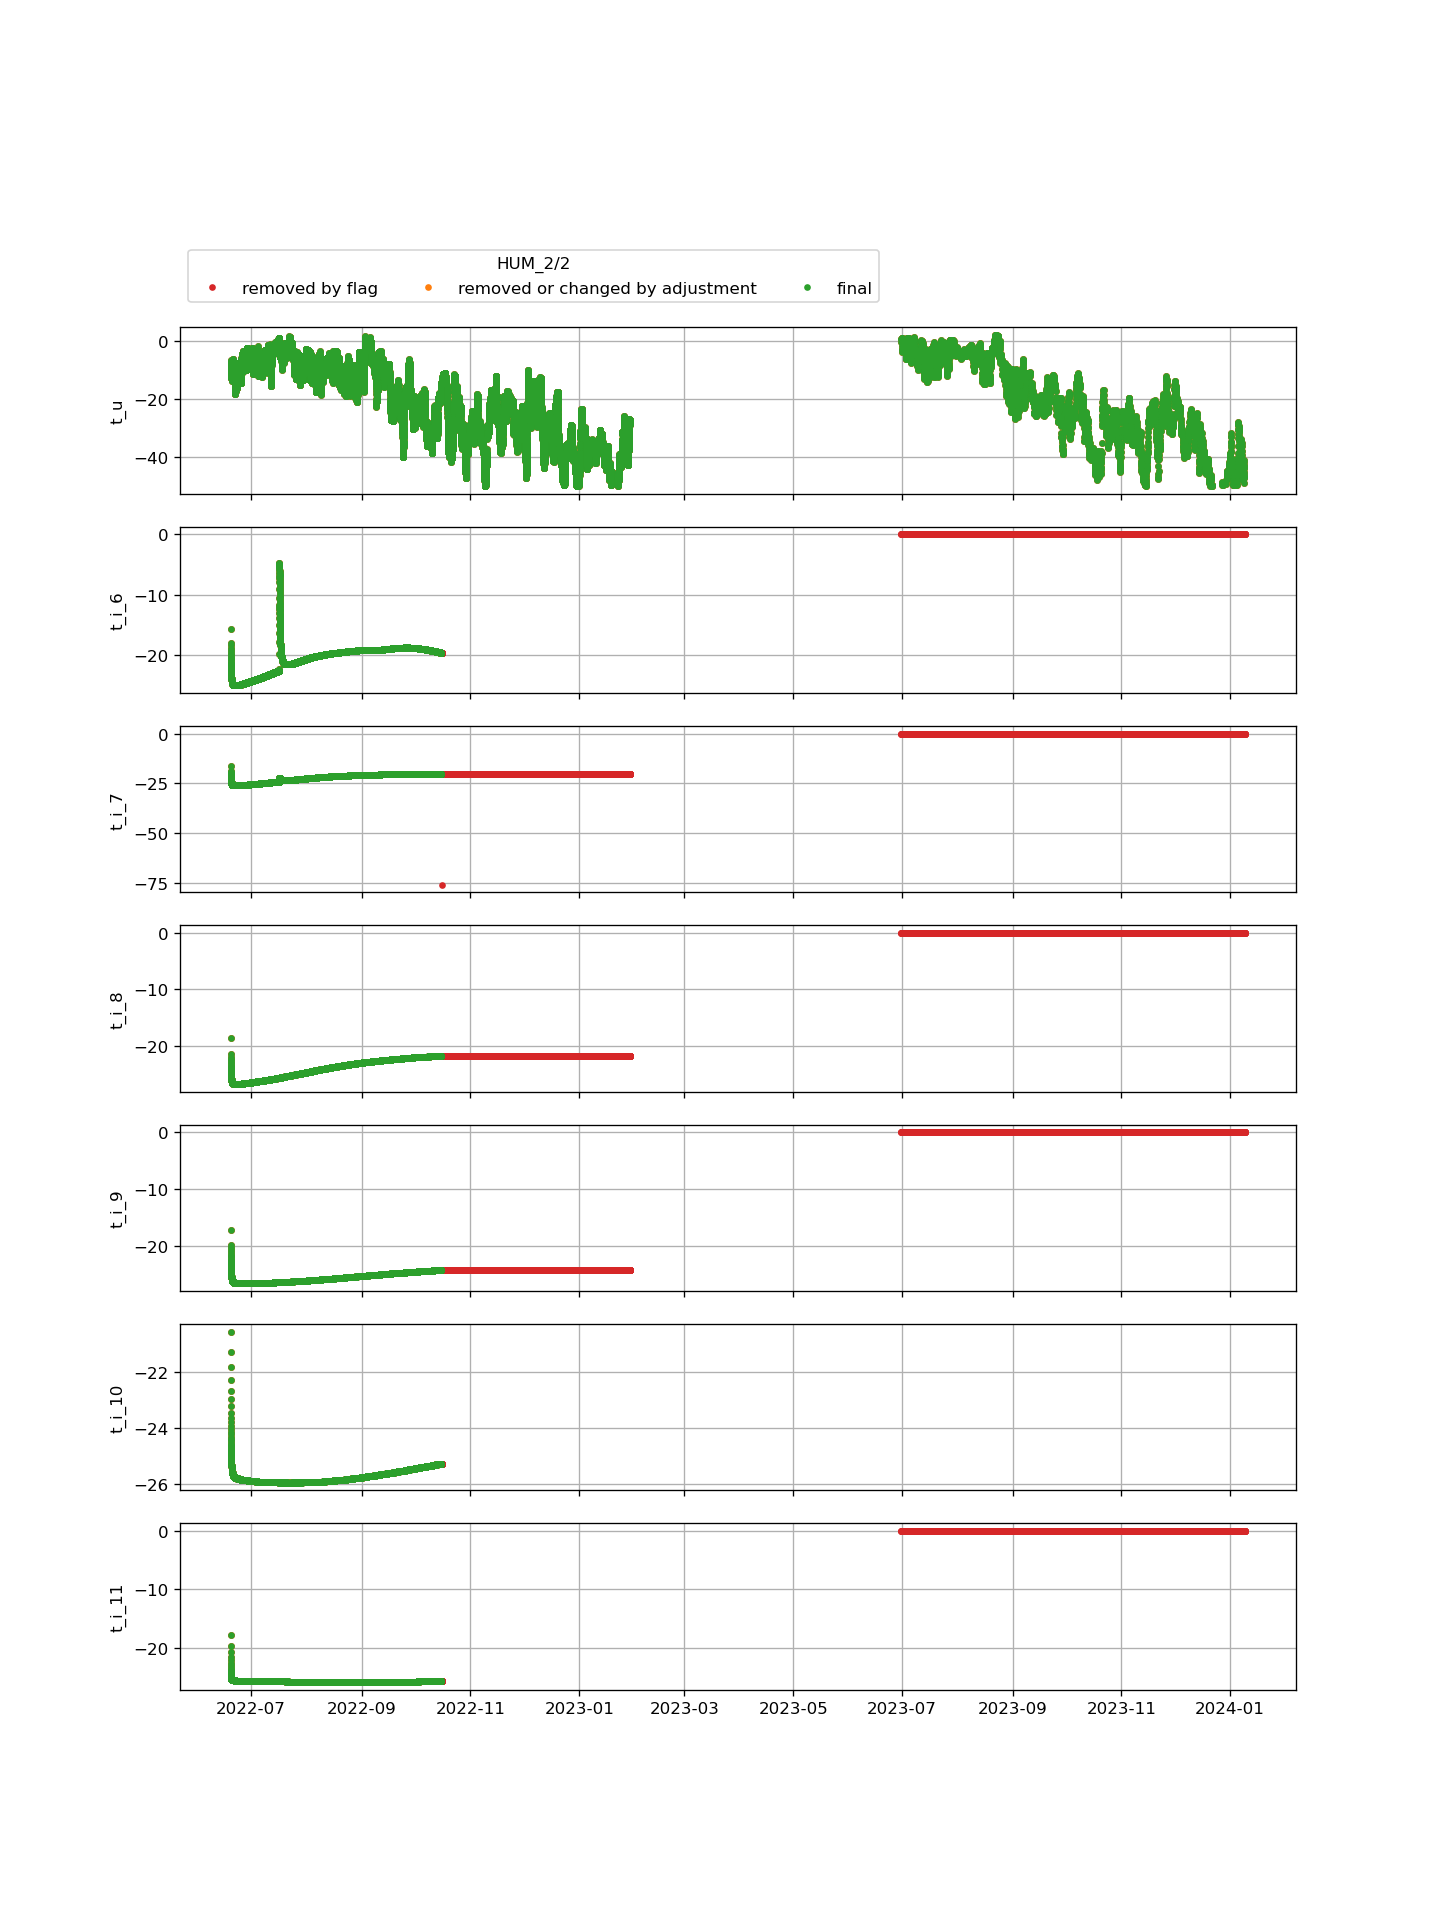 HUM_2/2
removed by flag removed or changed by adjustment final
0
−20
−40
t_u
0
−10
−20
t_i_6
0
−25
−50
−75
t_i_7
0
−10
−20
t_i_8
0
−10
−20
t_i_9
−22
−24
−26
t_i_10
0
−10
−20
t_i_11
2022-07 2022-09 2022-11 2023-01 2023-03 2023-05 2023-07 2023-09 2023-11 2024-01